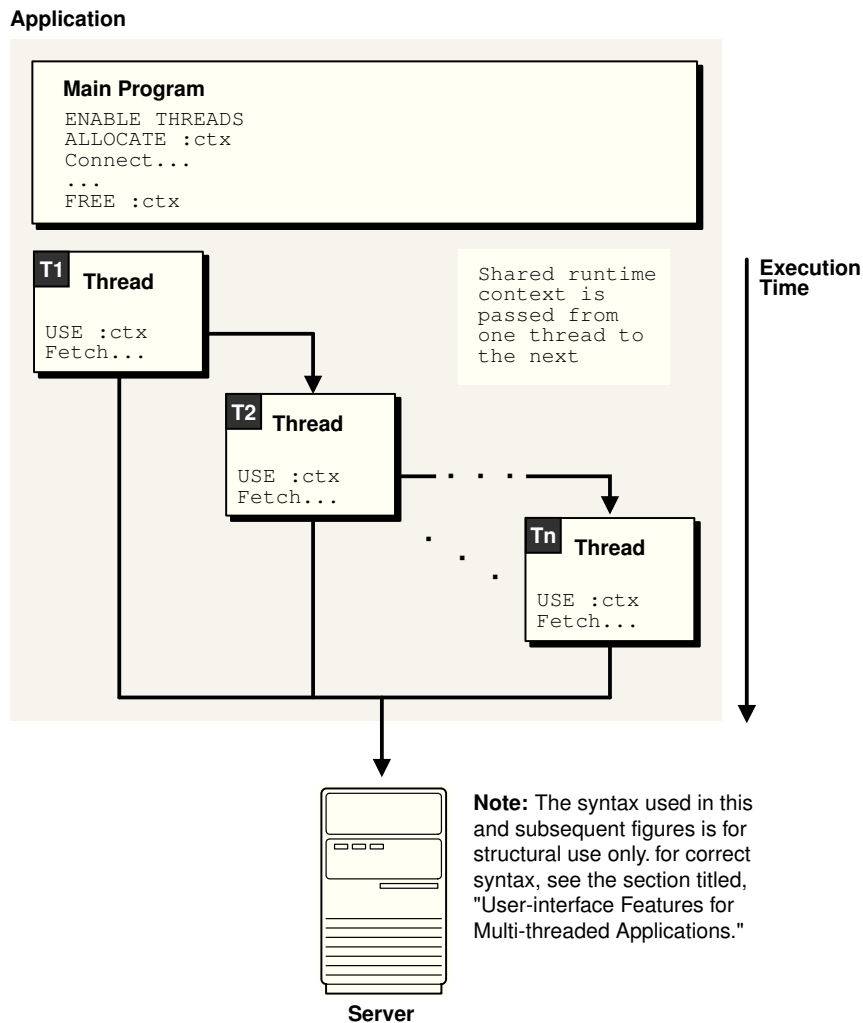 Application
Main Program
ENABLE THREADS
ALLOCATE :ctx
Connect...
...
FREE :ctx
T1 Thread
USE :ctx
Fetch...
Shared runtime
context is
passed from
one thread to
the next
Execution
Time
T2 Thread
USE :ctx
Fetch...
Tn Thread
USE :ctx
Fetch...
Note: The syntax used in this
and subsequent figures is for
structural use only. for correct
syntax, see the section titled,
"User-interface Features for
Multi-threaded Applications."
Server